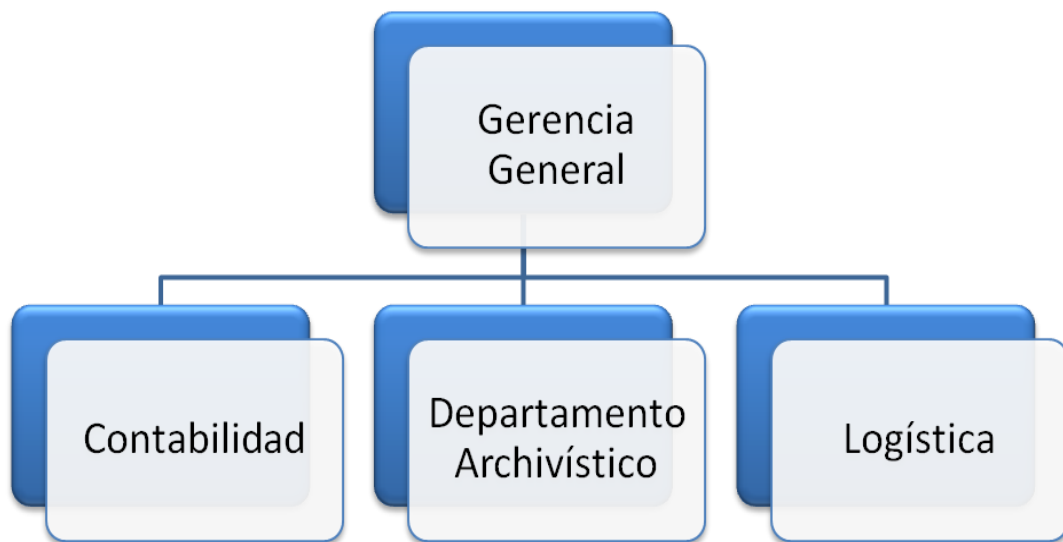 Gerencia
General
Contabilidad
Departamento
Archivístico
Logística